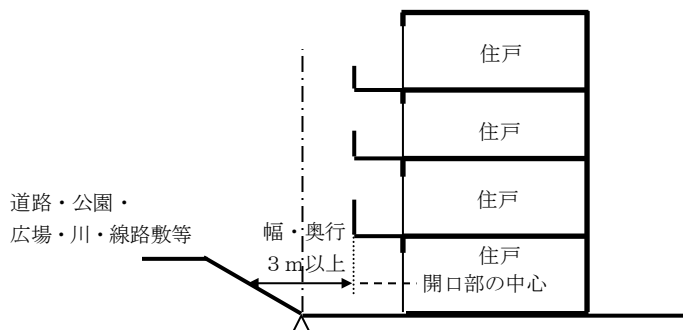 住戸
住戸
住戸
道路・公園・
広場・川・線路敷等
幅・奥行
３ｍ以上
住戸
開口部の中心